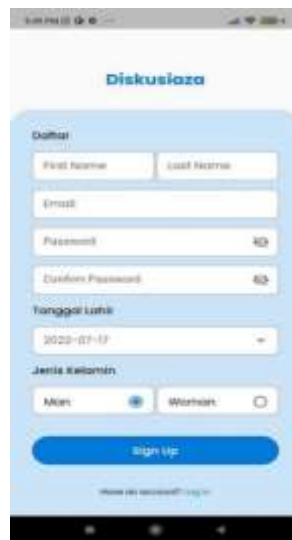 Diskusiaza
Daftar
First Name Last Name
Email
Password
Confirm Password
Tanggal Lahir
2022-07-17
Jenis Kelamin
Man Woman
Sign Up
Have an account? Log in